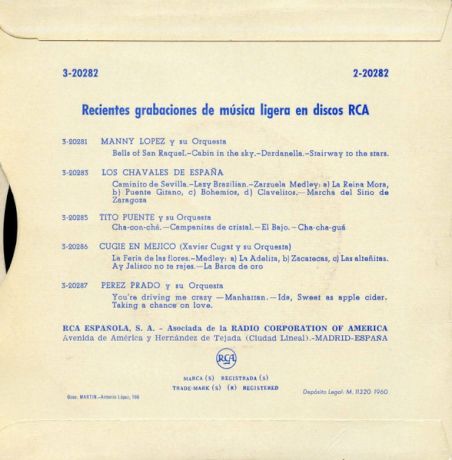 3-20282
2-20282
Recientes grabaciones de música ligera en discos RCA
3-20281 MANNY LOPEZ y su Orquesta
Bells of San Raquel.-Cabin in the sky.-Dardanella.-Stairway to the stars.
3-20283 LOS CHAVALES DE ESPAÑA
Caminito de Sevilla.-Lazy Brazilian.-Zarzuela Medley: a) La Reina Mora,
b) Puente Gitano, c) Bohemios, d) Clavelitos.-Marcha del Sitio de
Zaragoza
3-20285 TITO PUENTE y su Orquesta
Cha-con-chá.-Campanitas de cristal.-El Bajo.-Cha-cha-guá
3-20286 CUGIE EN MEJICO (Xavier Cugat y su Orquesta)
La Feria de las flores.-Medley: a) La Adelita, b) Zacatecas, c) Las alteñitas.
Ay Jalisco no te rajes.-La Barca de oro
3-20287 PEREZ PRADO y su Orquesta
You're driving me crazy -Manhattan.- Ida, Sweet as apple cider.
Taking a chance on love.
RCA ESPAÑOLA, S. A. - Asociada de la RADIO CORPORATION OF AMERICA
Avenida de América y Hernández de Tejada (Ciudad Lineal).-MADRID-ESPAÑA
RCA
MARCA (S) REGISTRADA (S)
TRADE-MARK (S) (R) REGISTERED
Gráf. MARTIN.-Antonio López, 106
Depósito Legal: M. 11320 1960